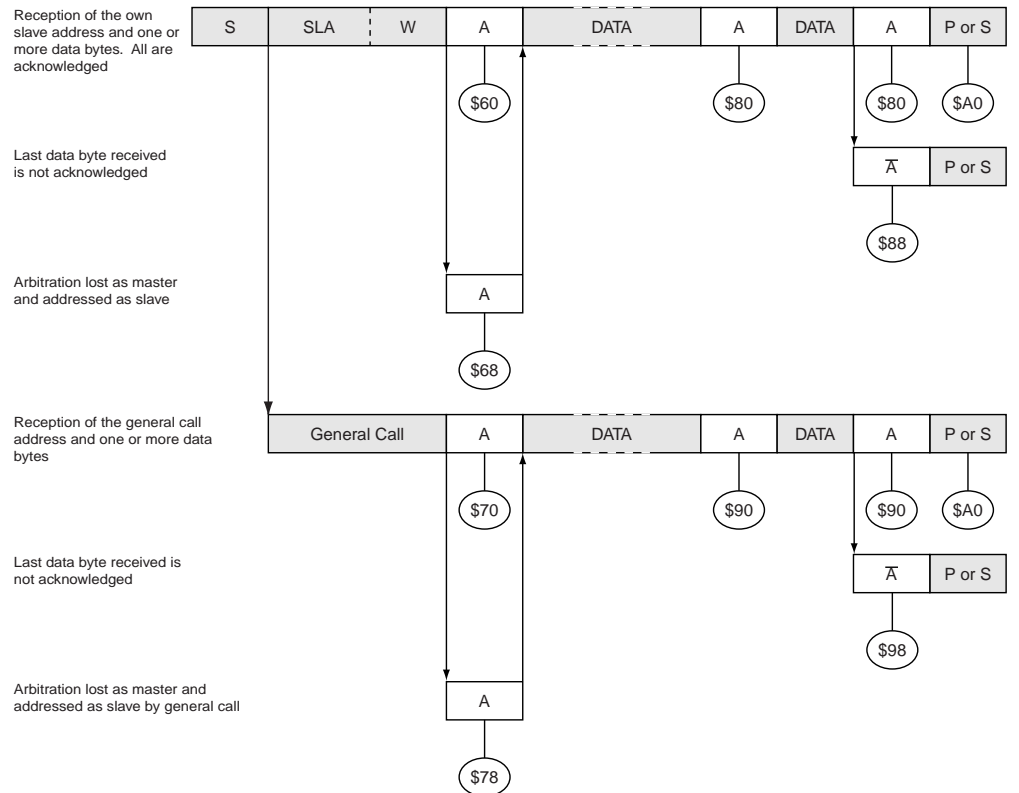 Reception of the own
slave address and one or
more data bytes. All are
acknowledged
S SLA W A DATA A DATA A P or S
$60 $80 $80 $A0
Last data byte received
is not acknowledged
A̅ P or S
$88
Arbitration lost as master
and addressed as slave
A
$68
Reception of the general call
address and one or more data
bytes
General Call A DATA A DATA A P or S
$70 $90 $90 $A0
Last data byte received is
not acknowledged
A̅ P or S
$98
Arbitration lost as master and
addressed as slave by general call
A
$78